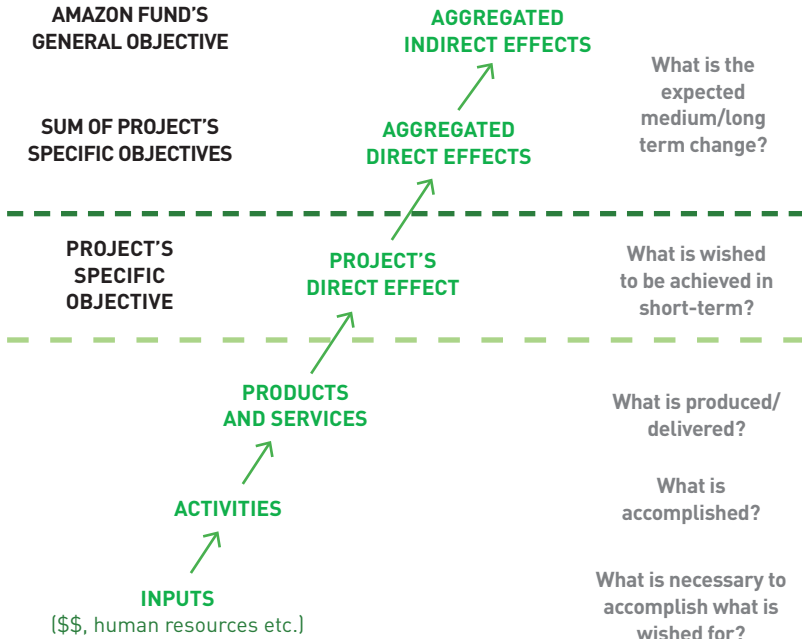 AMAZON FUND'S
GENERAL OBJECTIVE
AGGREGATED
INDIRECT EFFECTS
What is the
expected
medium/long
term change?
SUM OF PROJECT'S
SPECIFIC OBJECTIVES
AGGREGATED
DIRECT EFFECTS
PROJECT'S
SPECIFIC
OBJECTIVE
PROJECT'S
DIRECT EFFECT
What is wished
to be achieved in
short-term?
PRODUCTS
AND SERVICES
What is produced/
delivered?
ACTIVITIES
What is
accomplished?
INPUTS
($$, human resources etc.)
What is necessary to
accomplish what is
wished for?